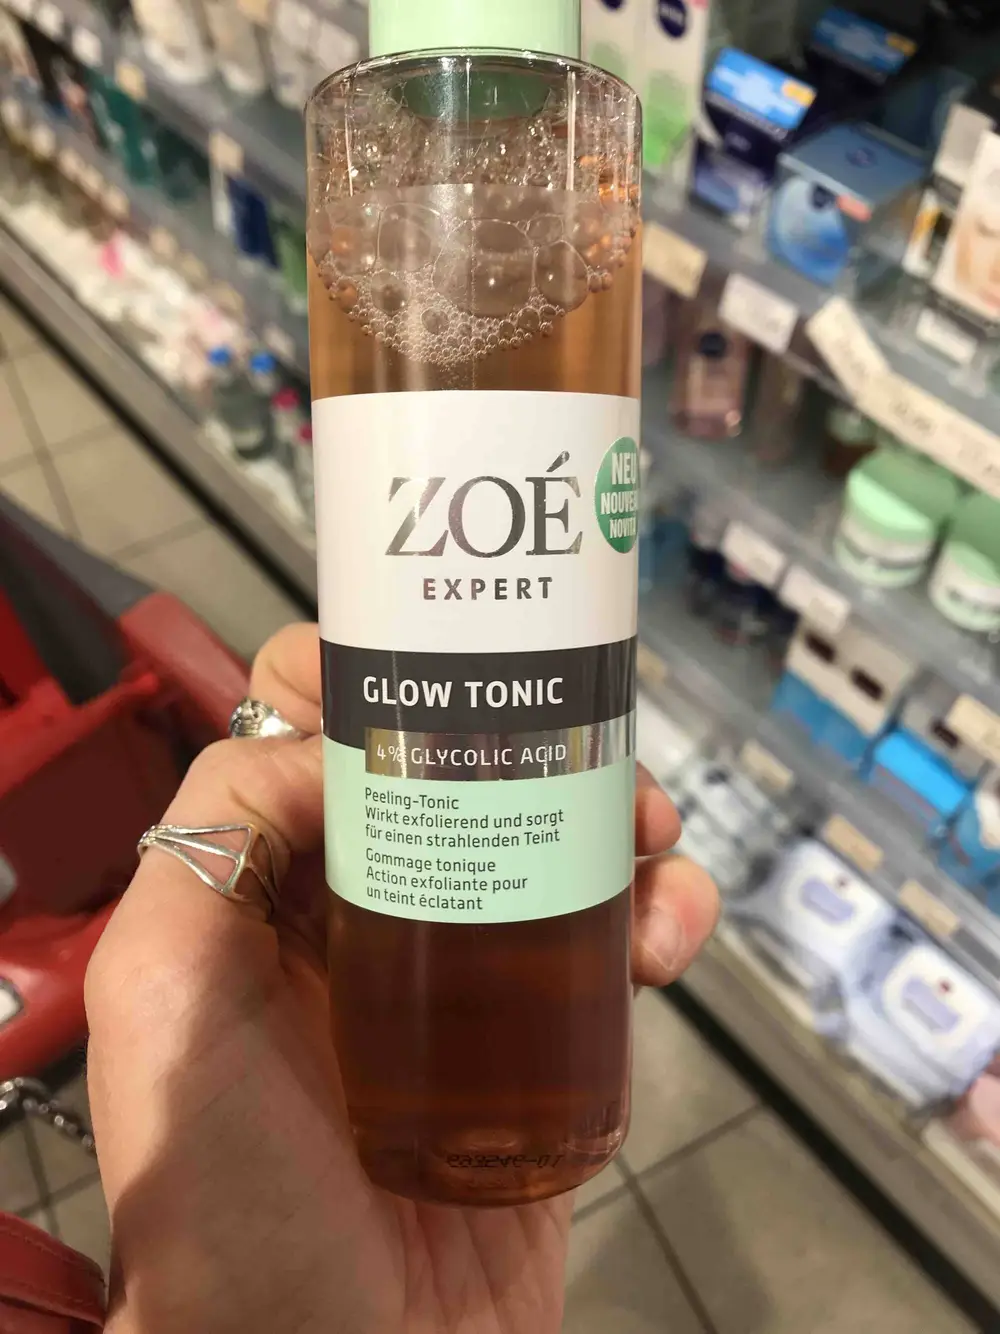 ZOÉ
EXPERT
NEU
GLOW TONIC
4% GLYCOLIC ACID
Peeling-Tonic
Wirkt exfolierend und sorgt
für einen strahlenden Teint
Gommage tonique
Action exfoliante pour
un teint éclatant